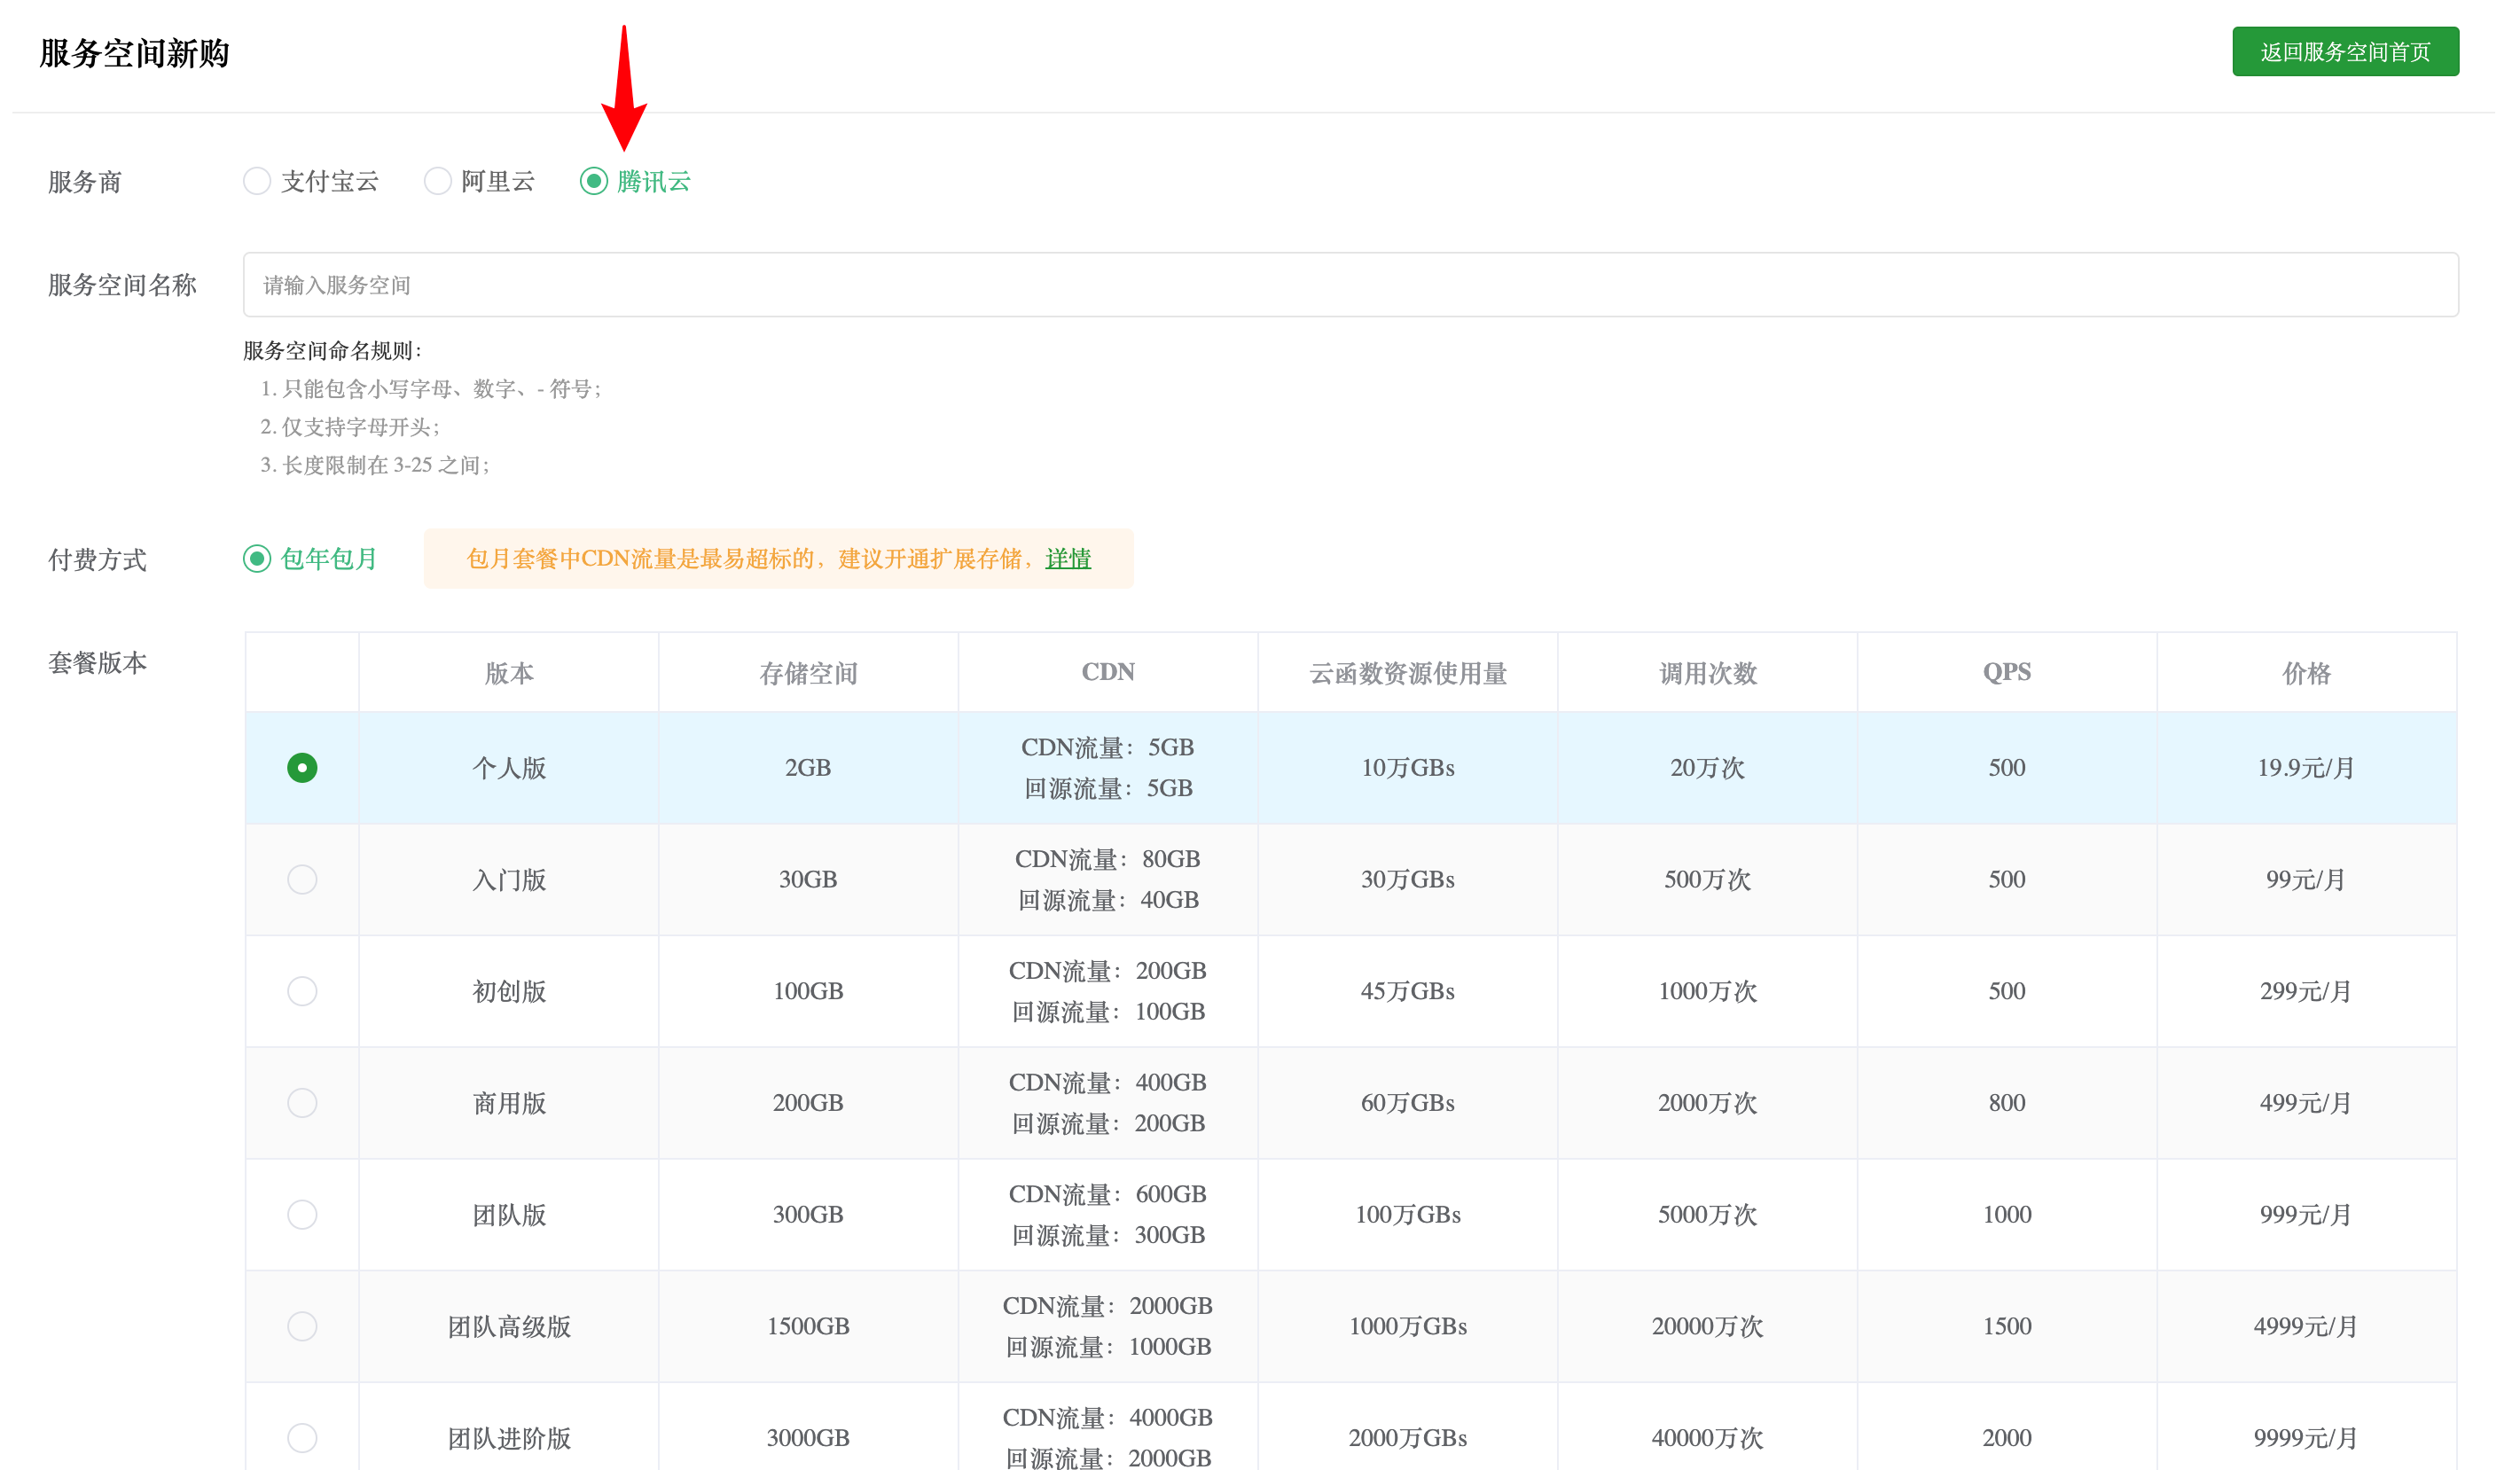 服务空间新购
返回服务空间首页
服务商 支付宝云 阿里云 腾讯云
服务空间名称 请输入服务空间
服务空间命名规则：
1. 只能包含小写字母、数字、- 符号；
2. 仅支持字母开头；
3. 长度限制在 3-25 之间；
付费方式 包年包月 包月套餐中CDN流量是最易超标的，建议开通扩展存储，详情
套餐版本
版本 存储空间 CDN 云函数资源使用量 调用次数 QPS 价格
个人版 2GB CDN流量：5GB 10万GBs 20万次 500 19.9元/月
回源流量：5GB
入门版 30GB CDN流量：80GB 30万GBs 500万次 500 99元/月
回源流量：40GB
初创版 100GB CDN流量：200GB 45万GBs 1000万次 500 299元/月
回源流量：100GB
商用版 200GB CDN流量：400GB 60万GBs 2000万次 800 499元/月
回源流量：200GB
团队版 300GB CDN流量：600GB 100万GBs 5000万次 1000 999元/月
回源流量：300GB
团队高级版 1500GB CDN流量：2000GB 1000万GBs 20000万次 1500 4999元/月
回源流量：1000GB
团队进阶版 3000GB CDN流量：4000GB 2000万GBs 40000万次 2000 9999元/月
回源流量：2000GB